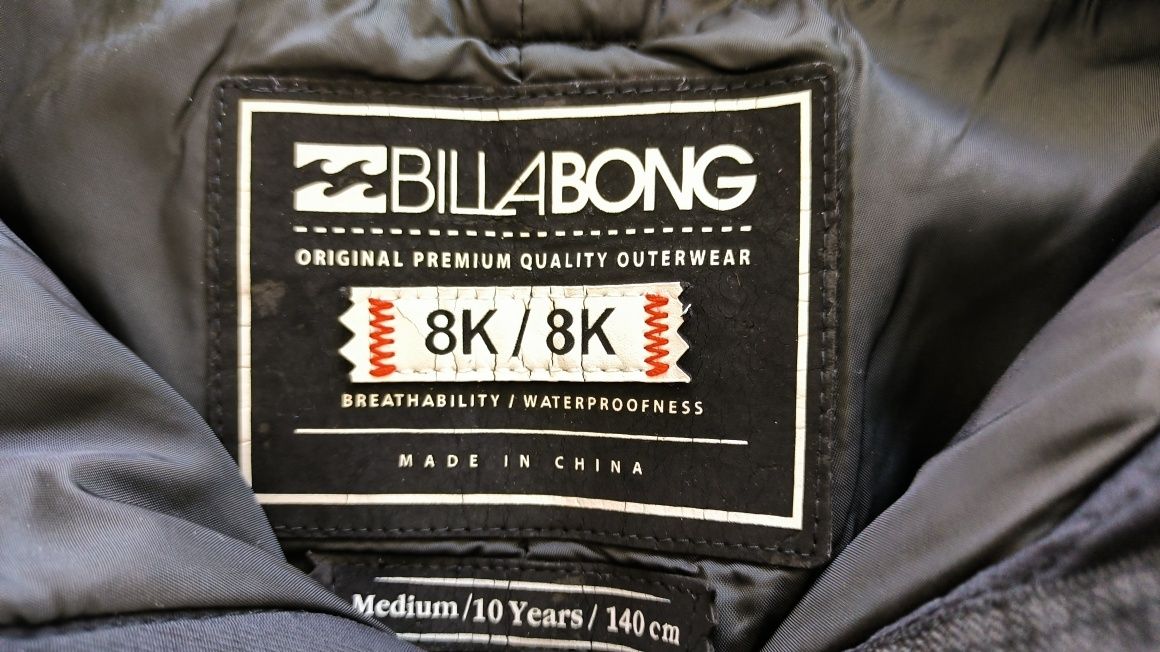 BILLABONG
ORIGINAL PREMIUM QUALITY OUTERWEAR
8K / 8K
BREATHABILITY / WATERPROOFNESS
MADE IN CHINA
Medium / 10 Years / 140 cm